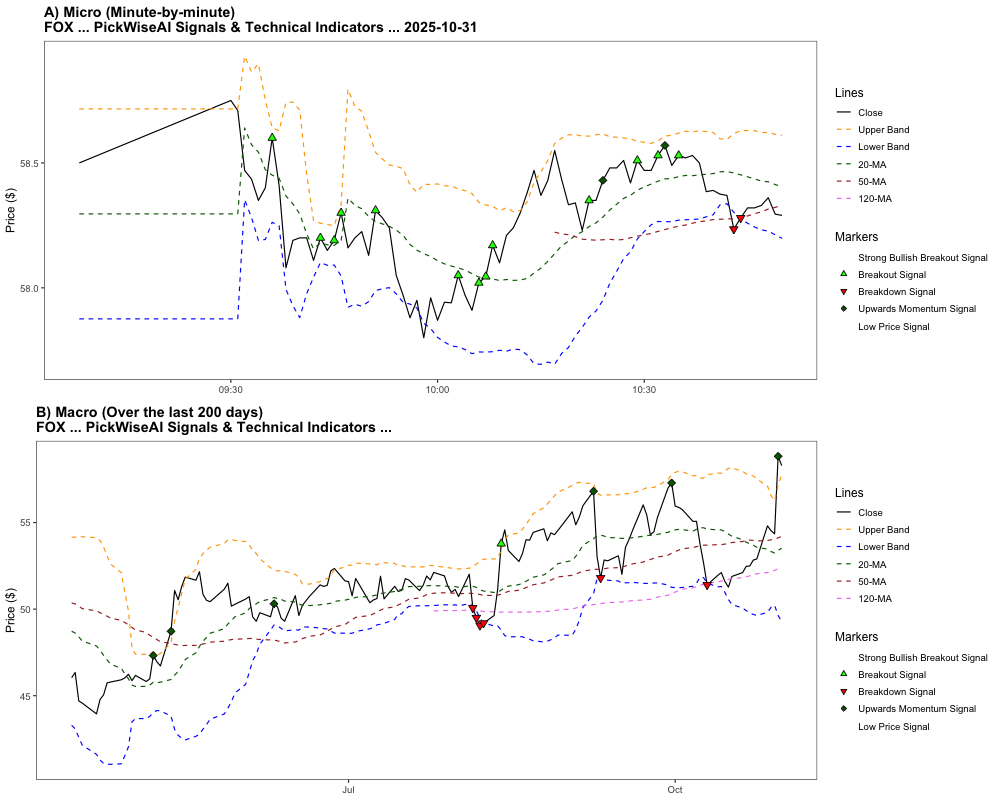 A) Micro (Minute-by-minute)
FOX ... PickWiseAI Signals & Technical Indicators ... 2025-10-31
Price ($)
58.5
58.0
09:30
10:00
10:30
Lines
Close
Upper Band
Lower Band
20-MA
50-MA
120-MA
Markers
Strong Bullish Breakout Signal
Breakout Signal
Breakdown Signal
Upwards Momentum Signal
Low Price Signal
B) Macro (Over the last 200 days)
FOX ... PickWiseAI Signals & Technical Indicators ...
Price ($)
55
50
45
Jul
Oct
Lines
Close
Upper Band
Lower Band
20-MA
50-MA
120-MA
Markers
Strong Bullish Breakout Signal
Breakout Signal
Breakdown Signal
Upwards Momentum Signal
Low Price Signal